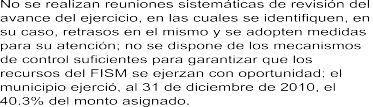 No se realizan reuniones sistemáticas de revisión del
avance del ejercicio, en las cuales se identifiquen, en
su caso, retrasos en el mismo y se adopten medidas
para su atención; no se dispone de los mecanismos
de control suficientes para garantizar que los
recursos del FISM se ejerzan con oportunidad; el
municipio ejerció, al 31 de diciembre de 2010, el
40.3% del monto asignado.